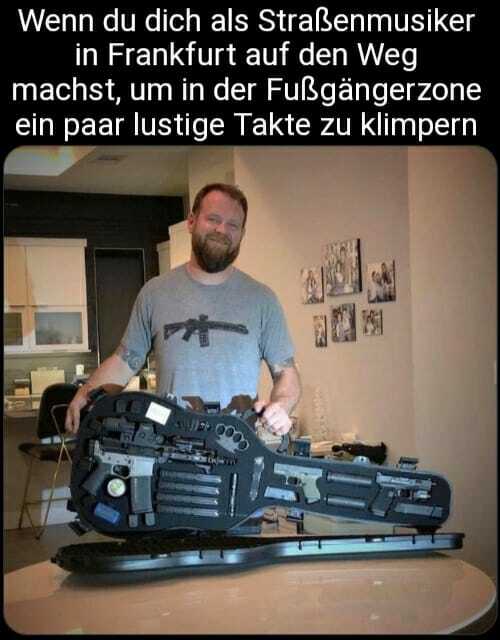 Wenn du dich als Straßenmusiker
in Frankfurt auf den Weg
machst, um in der Fußgängerzone
ein paar lustige Takte zu klimpern